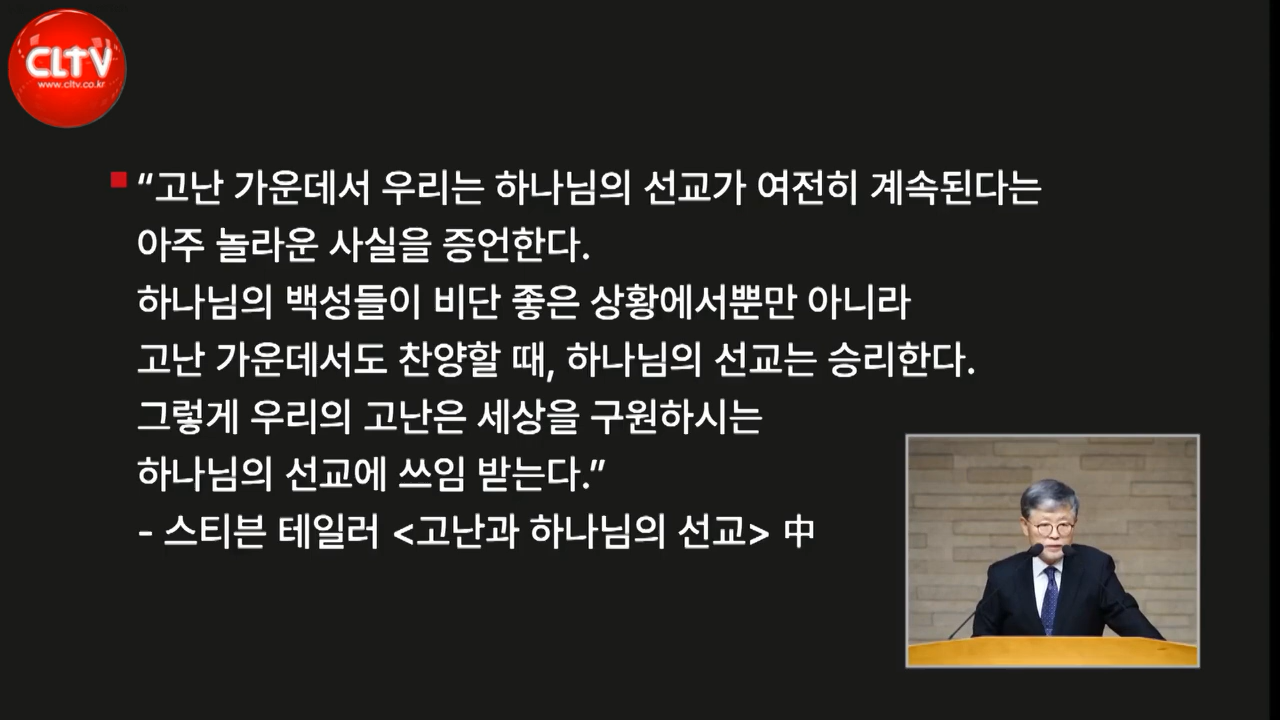 CLTV
www.cltv.co.kr
“고난 가운데서 우리는 하나님의 선교가 여전히 계속된다는
아주 놀라운 사실을 증언한다.
하나님의 백성들이 비단 좋은 상황에서뿐만 아니라
고난 가운데서도 찬양할 때, 하나님의 선교는 승리한다.
그렇게 우리의 고난은 세상을 구원하시는
하나님의 선교에 쓰임 받는다.”
- 스티븐 테일러 <고난과 하나님의 선교> 中